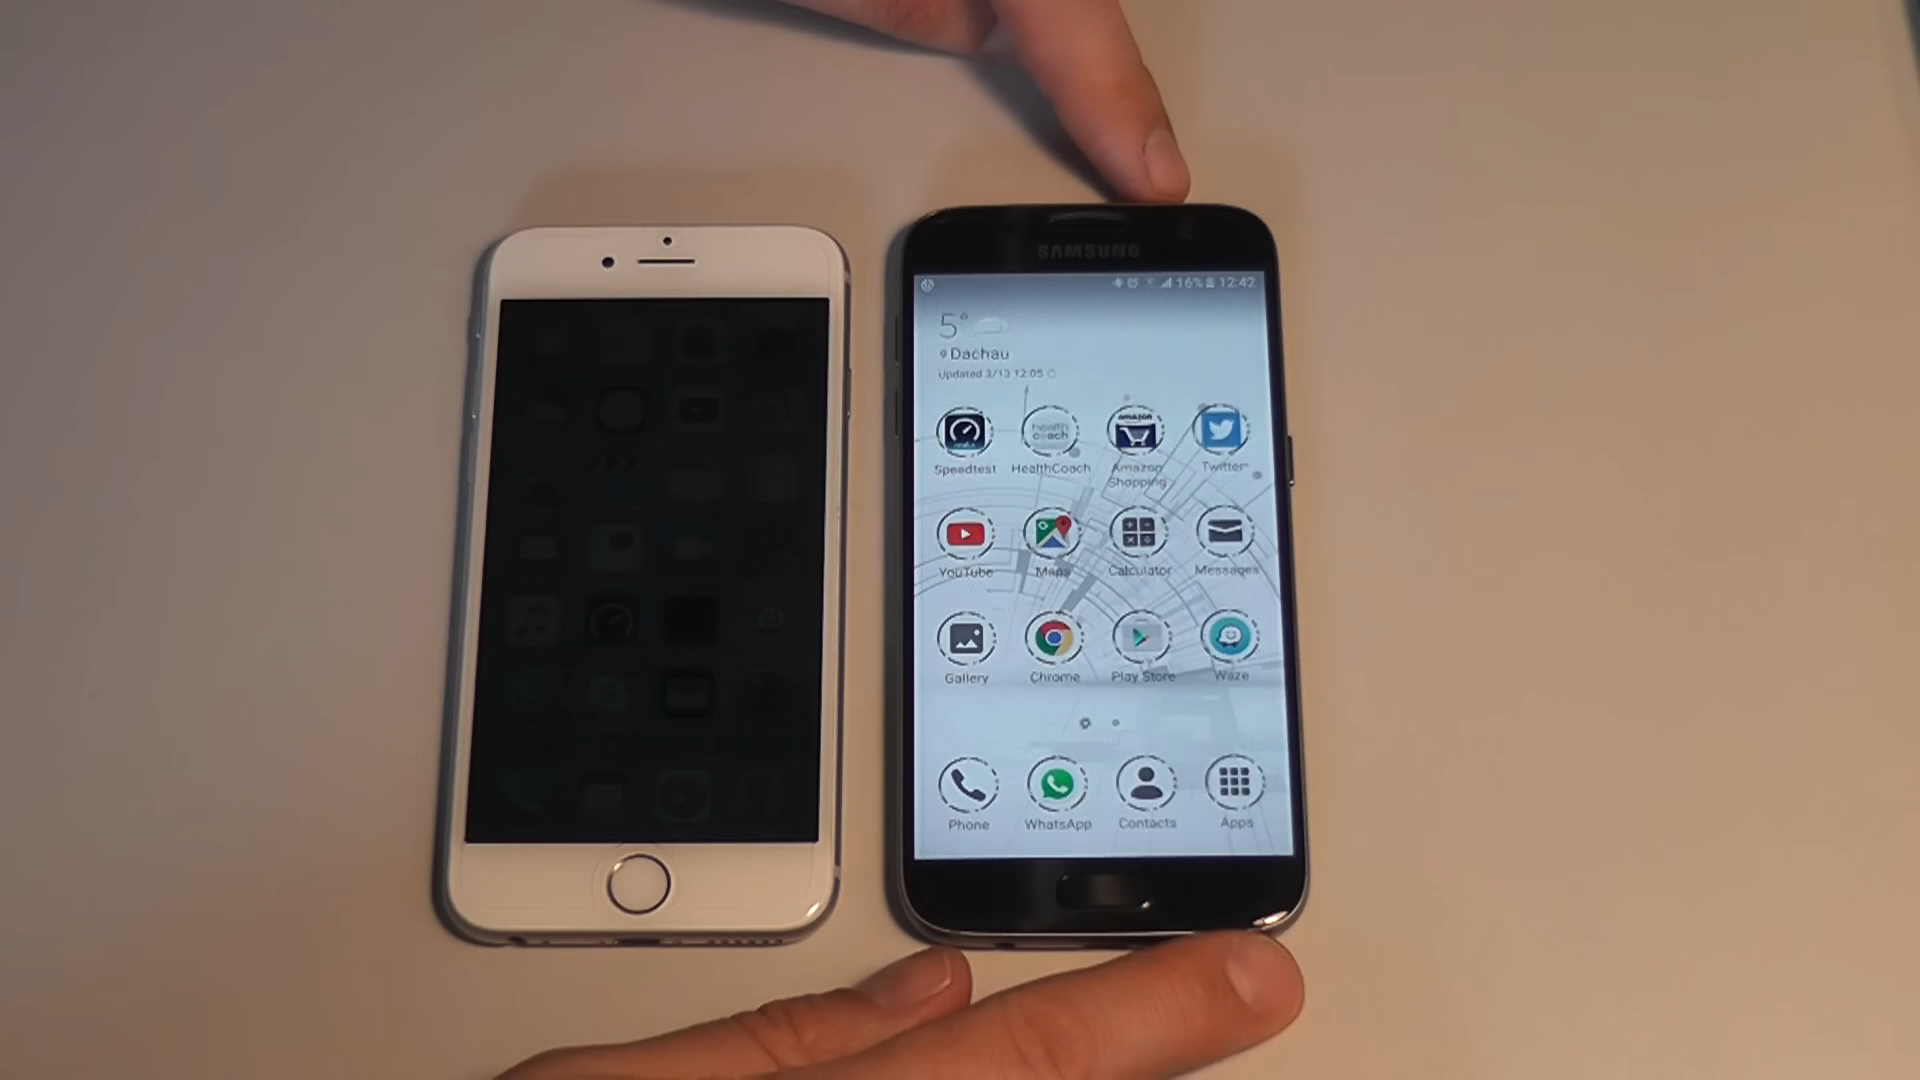 SAMSUNG
16% 12:42
5°
Dachau
Updated 3/13 12:05
Speedtest HealthCoach Amazon Shopping Twitter
YouTube Maps Calculator Messages
Gallery Chrome Play Store Waze
Phone WhatsApp Contacts Apps